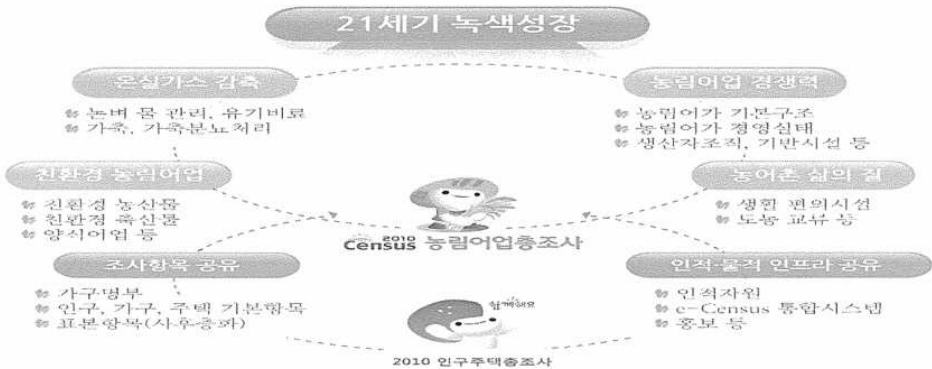 21세기 녹색성장
온실가스 감축
논벼 물 관리, 유기비료
가축, 가축분뇨처리
농림어업 경쟁력
농림어가 기본구조
농림어가 경영실태
생산자조직, 기반시설 등
친환경 농림어업
친환경 농산물
친환경 축산물
양식어업 등
농어촌 삶의 질
생활 편의시설
도농 교류 등
2010
Census 농림어업총조사
조사항목 공유
가구명부
인구, 가구, 주택 기본항목
표본항목(사후층화)
인적·물적 인프라 공유
인적자원
e-Census 통합시스템
홍보 등
함께해요
2010 인구주택총조사